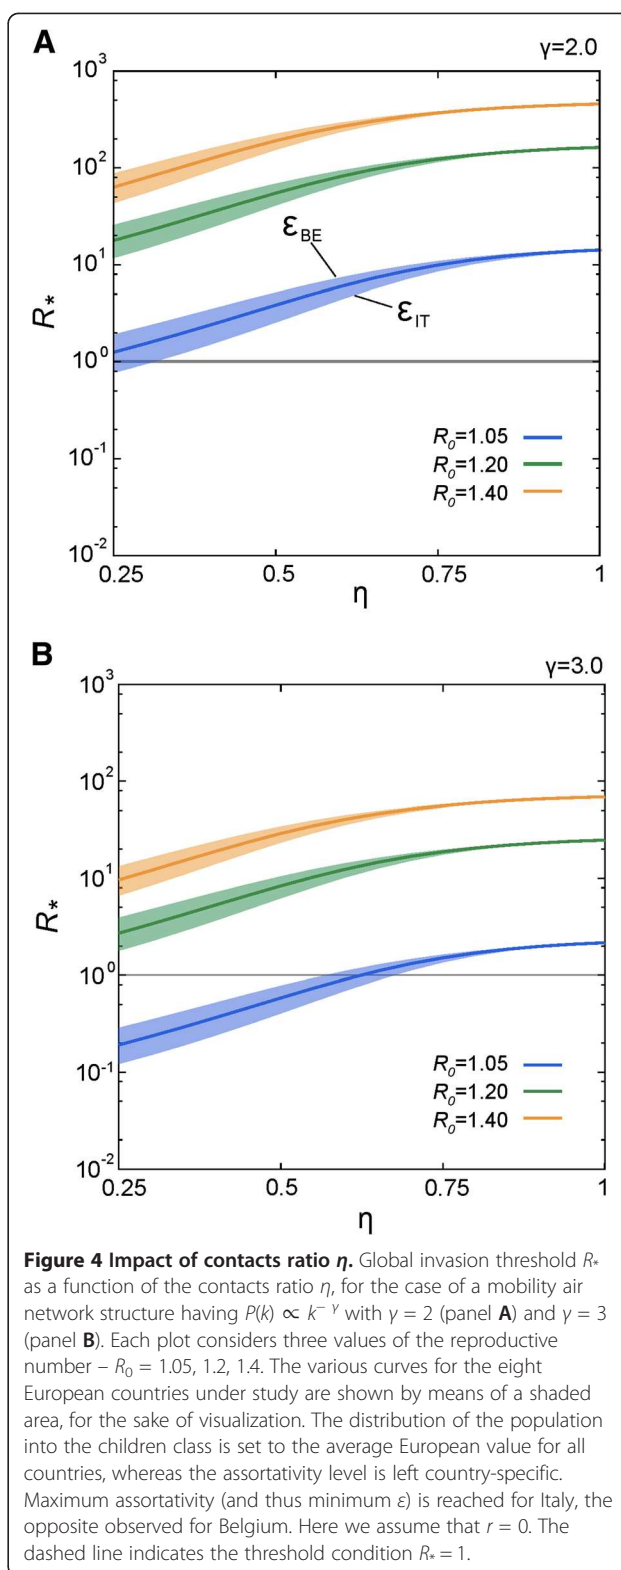 A
γ=2.0
10³
10²
10¹
10⁰
10⁻¹
10⁻²
R*
ε_BE
ε_IT
R₀=1.05
R₀=1.20
R₀=1.40
0.25 0.5 0.75 1
η
B
γ=3.0
10³
10²
10¹
10⁰
10⁻¹
10⁻²
R*
R₀=1.05
R₀=1.20
R₀=1.40
0.25 0.5 0.75 1
η
Figure 4 Impact of contacts ratio η. Global invasion threshold R*
as a function of the contacts ratio η, for the case of a mobility air
network structure having P(k) ∝ k⁻ ᵞ with γ = 2 (panel A) and γ = 3
(panel B). Each plot considers three values of the reproductive
number – R₀ = 1.05, 1.2, 1.4. The various curves for the eight
European countries under study are shown by means of a shaded
area, for the sake of visualization. The distribution of the population
into the children class is set to the average European value for all
countries, whereas the assortativity level is left country-specific.
Maximum assortativity (and thus minimum ε) is reached for Italy, the
opposite observed for Belgium. Here we assume that r = 0. The
dashed line indicates the threshold condition R* = 1.